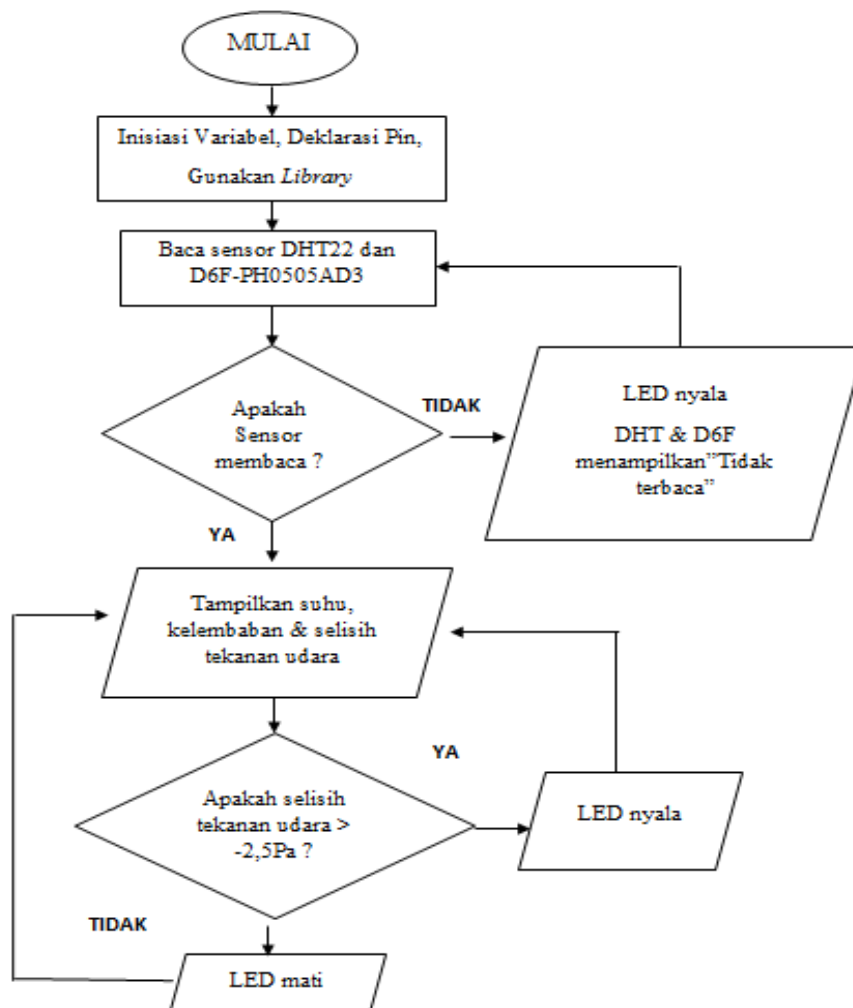 MULAI
Inisiasi Variabel, Deklarasi Pin,
Gunakan Library
Baca sensor DHT22 dan
D6F-PH0505AD3
Apakah
Sensor
membaca ?
TIDAK
LED nyala
DHT & D6F
menampilkan”Tidak
terbaca”
YA
Tampilkan suhu,
kelembaban & selisih
tekanan udara
Apakah selisih
tekanan udara >
-2,5Pa ?
YA
LED nyala
TIDAK
LED mati